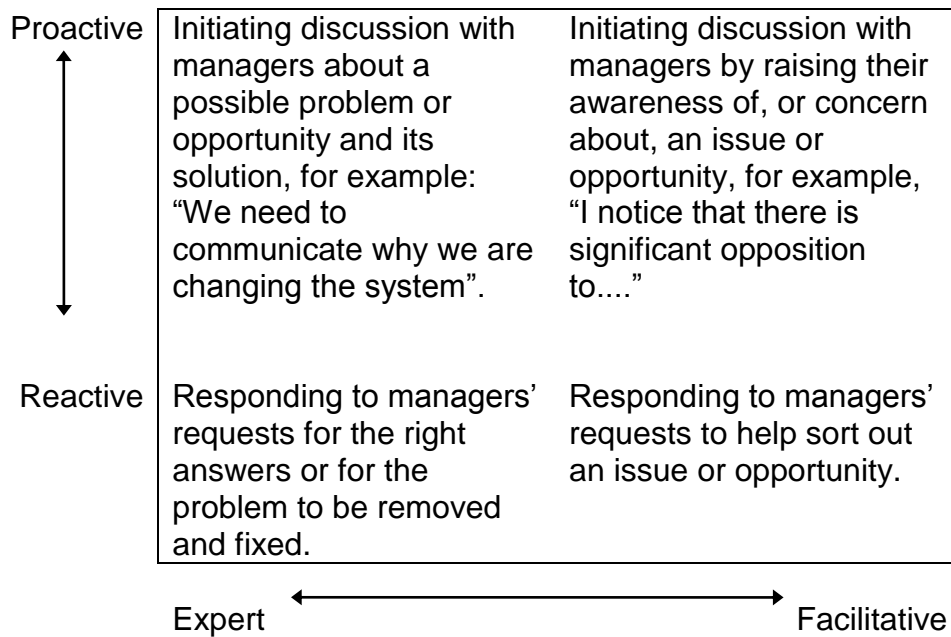 Proactive
Initiating discussion with
managers about a
possible problem or
opportunity and its
solution, for example:
“We need to
communicate why we are
changing the system”.
Initiating discussion with
managers by raising their
awareness of, or concern
about, an issue or
opportunity, for example,
“I notice that there is
significant opposition
to....”
Reactive
Responding to managers’
requests for the right
answers or for the
problem to be removed
and fixed.
Responding to managers’
requests to help sort out
an issue or opportunity.
Expert
Facilitative